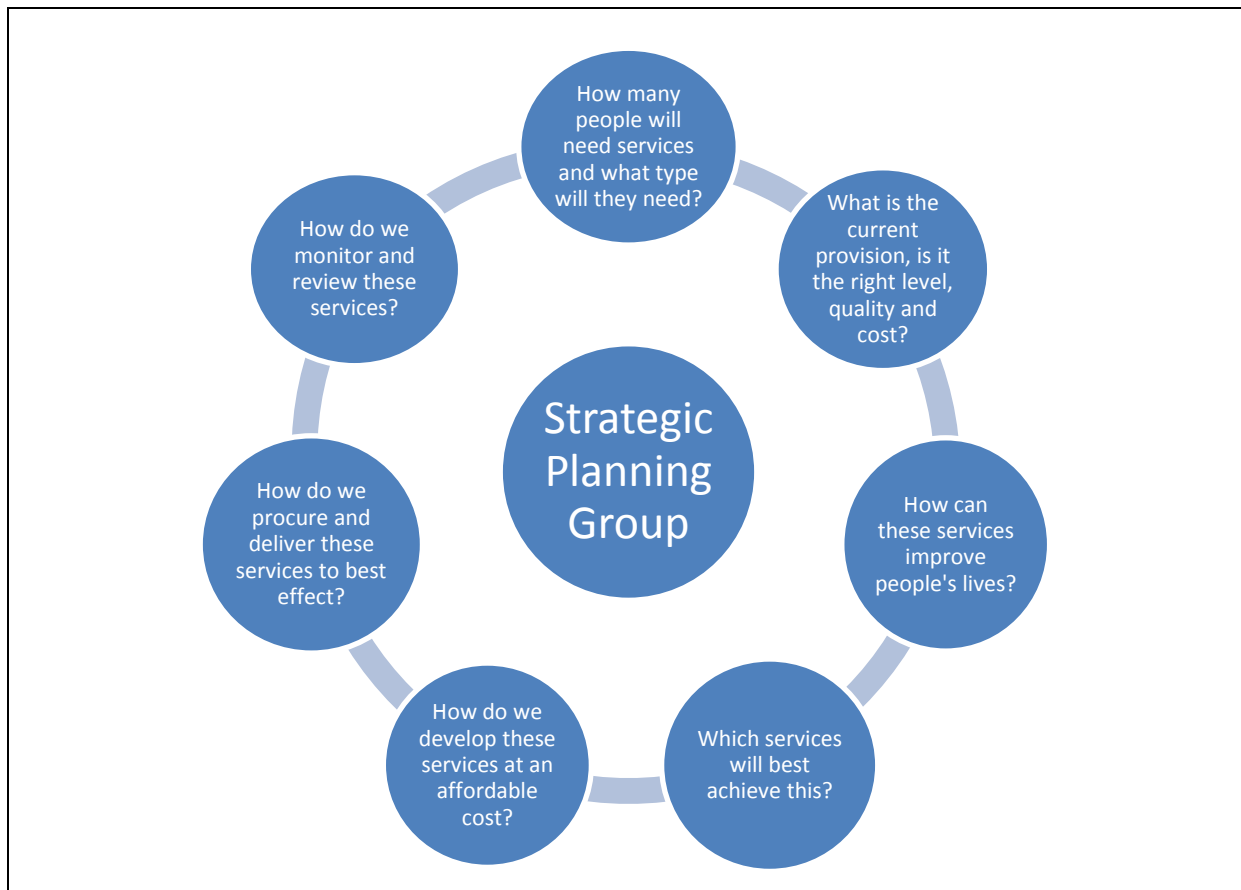 How many
people will
need services
and what type
will they need?
What is the
current
provision, is it
the right level,
quality and
cost?
How can
these services
improve
people's lives?
Which services
will best
achieve this?
How do we
develop these
services at an
affordable
cost?
How do we
procure and
deliver these
services to best
effect?
How do we
monitor and
review these
services?
Strategic
Planning
Group